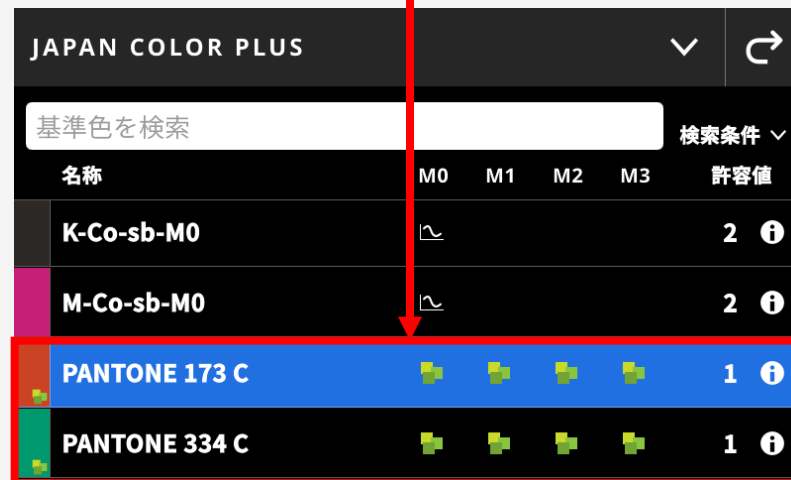 JAPAN COLOR PLUS
基準色を検索
検索条件
名称 M0 M1 M2 M3 許容値
K-Co-sb-M0 2
M-Co-sb-M0 2
PANTONE 173 C 1
PANTONE 334 C 1